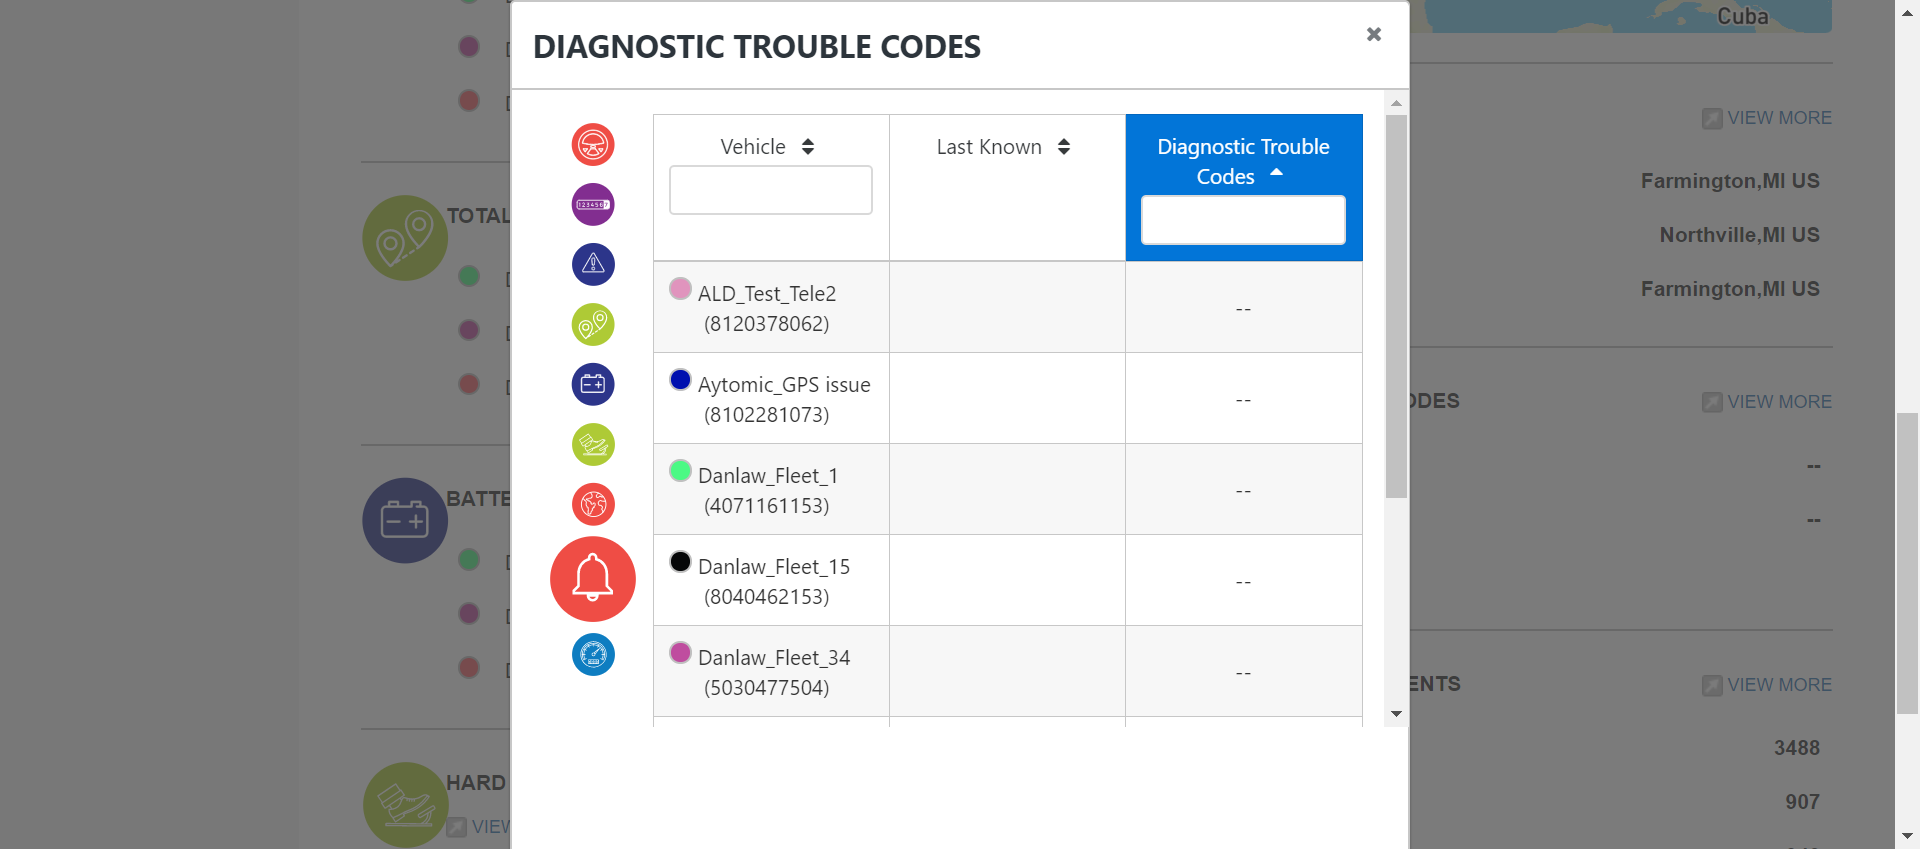 Cuba
DIAGNOSTIC TROUBLE CODES
VIEW MORE
Vehicle
Last Known
Diagnostic Trouble
Codes
Farmington,MI US
TOTAL
Northville,MI US
Farmington,MI US
ALD_Test_Tele2
(8120378062)
--
Aytomic_GPS issue
(8102281073)
--
ODES
VIEW MORE
Danlaw_Fleet_1
(4071161153)
--
--
BATTE
--
Danlaw_Fleet_15
(8040462153)
--
Danlaw_Fleet_34
(5030477504)
--
ENTS
VIEW MORE
3488
HARD
907
VIEW